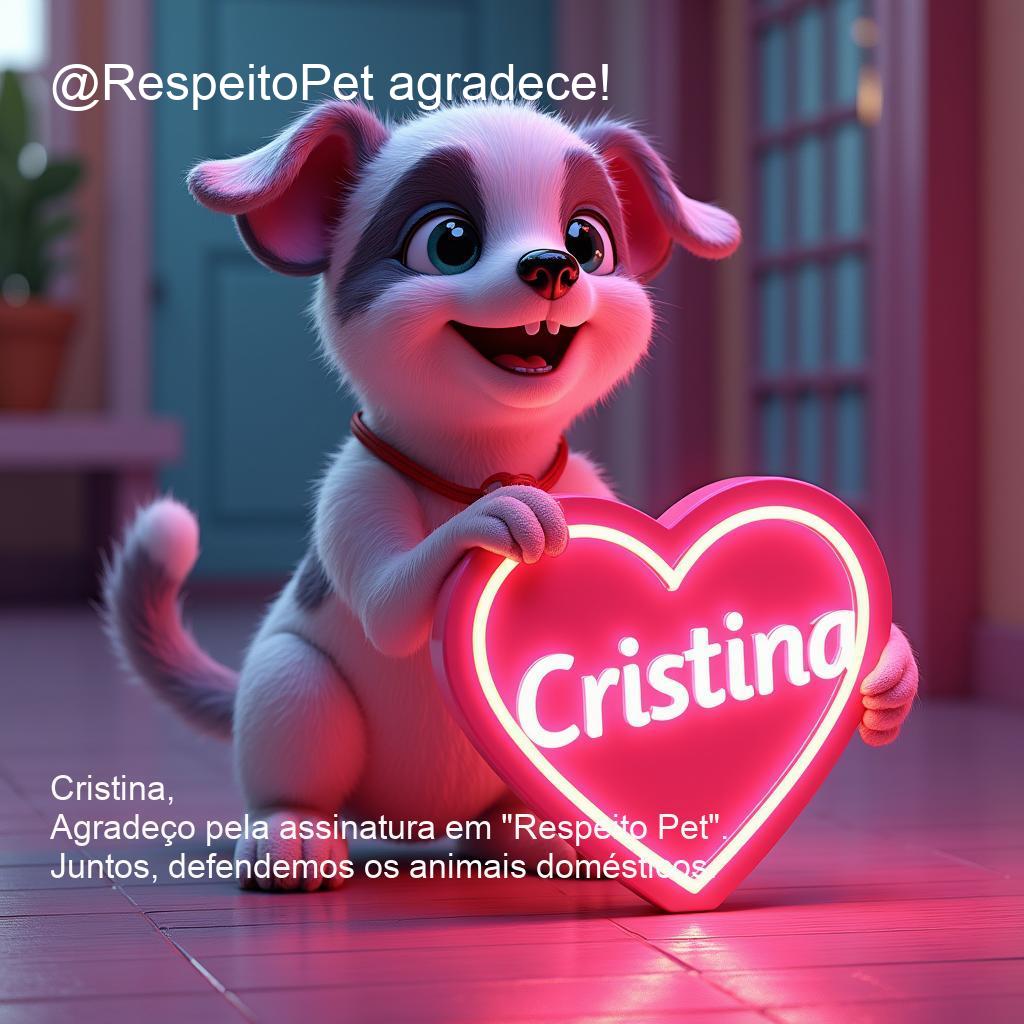 @RespeitoPet agradece!
Cristina
Cristina,
Agradeço pela assinatura em "Respeito Pet".
Juntos, defendemos os animais domésticos.